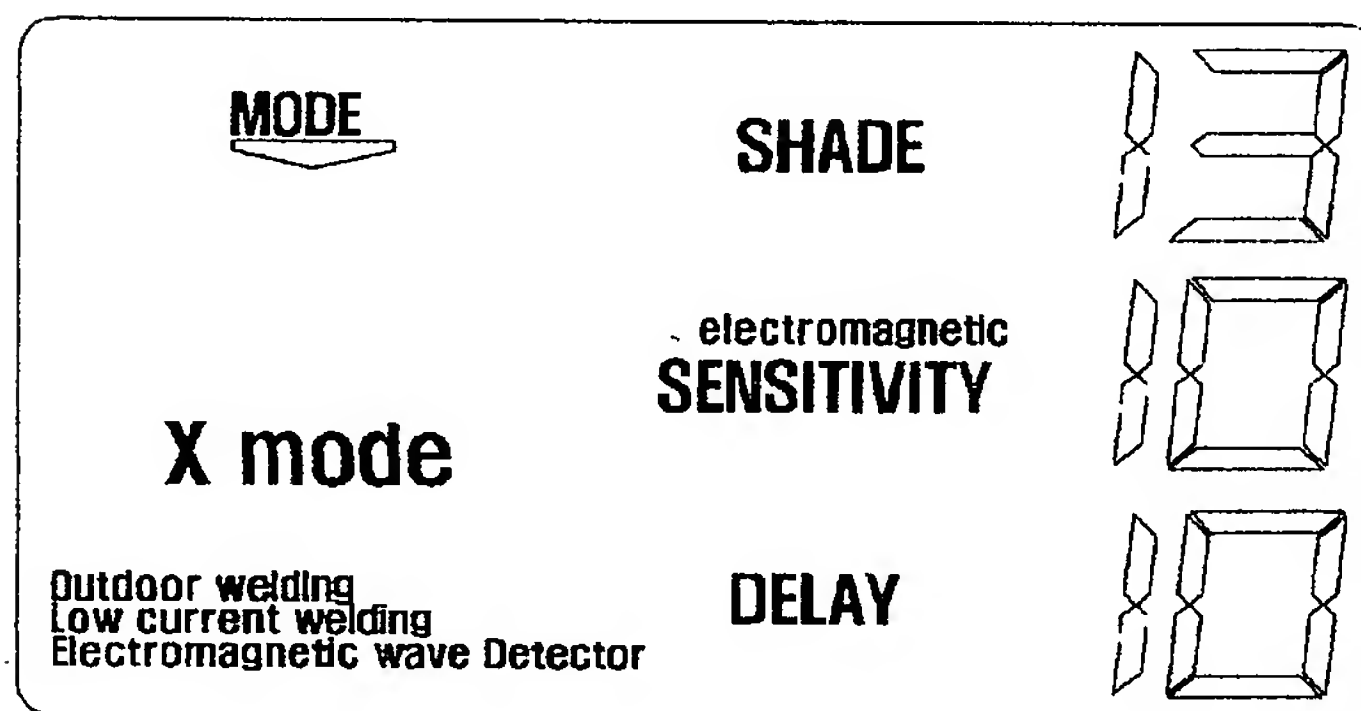 MODE
SHADE 13
electromagnetic
SENSITIVITY 10
X mode
Outdoor welding
Low current welding
Electromagnetic wave Detector
DELAY 10